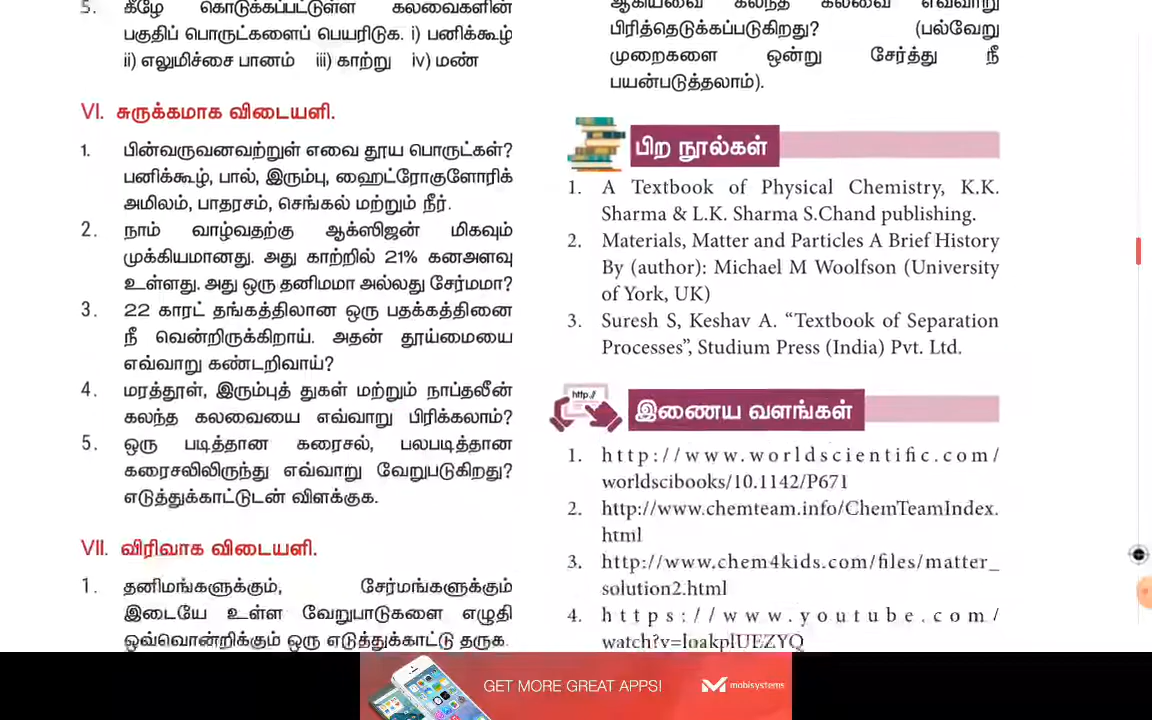 5. கீழே கொடுக்கப்பட்டுள்ள கலவைகளின்
பகுதிப் பொருட்களைப் பெயரிடுக. i) பனிக்கூழ்
ii) எலுமிச்சை பானம் iii) காற்று iv) மண்
VI. சுருக்கமாக விடையளி.
1. பின்வருவனவற்றுள் எவை தூய பொருட்கள்?
பனிக்கூழ், பால், இரும்பு, ஹைட்ரோகுளோரிக்
அமிலம், பாதரசம், செங்கல் மற்றும் நீர்.
2. நாம் வாழ்வதற்கு ஆக்ஸிஜன் மிகவும்
முக்கியமானது. அது காற்றில் 21% கனஅளவு
உள்ளது. அது ஒரு தனிமமா அல்லது சேர்மமா?
3. 22 காரட் தங்கத்திலான ஒரு பதக்கத்தினை
நீ வென்றிருக்கிறாய். அதன் தூய்மையை
எவ்வாறு கண்டறிவாய்?
4. மரத்தூள், இரும்புத் துகள் மற்றும் நாப்தலீன்
கலந்த கலவையை எவ்வாறு பிரிக்கலாம்?
5. ஒரு படித்தான கரைசல், பலபடித்தான
கரைசலிலிருந்து எவ்வாறு வேறுபடுகிறது?
எடுத்துக்காட்டுடன் விளக்குக.
VII. விரிவாக விடையளி.
1. தனிமங்களுக்கும், சேர்மங்களுக்கும்
இடையே உள்ள வேறுபாடுகளை எழுதி
ஒவ்வொன்றிக்கும் ஒரு எடுத்துக்காட்டு தருக.
ஆகியவை கலந்த கலவை எவ்வாறு
பிரித்தெடுக்கப்படுகிறது? (பல்வேறு
முறைகளை ஒன்று சேர்த்து நீ
பயன்படுத்தலாம்).
பிற நூல்கள்
1. A Textbook of Physical Chemistry, K.K.
Sharma & L.K. Sharma S.Chand publishing.
2. Materials, Matter and Particles A Brief History
By (author): Michael M Woolfson (University
of York, UK)
3. Suresh S, Keshav A. “Textbook of Separation
Processes”, Studium Press (India) Pvt. Ltd.
http://
இணைய வளங்கள்
1. http://www.worldscientific.com/
worldscibooks/10.1142/P671
2. http://www.chemteam.info/ChemTeamIndex.
html
3. http://www.chem4kids.com/files/matter_
solution2.html
4. https://www.youtube.com/
watch?v=loakplUEZYQ
GET MORE GREAT APPS!
mobisystems